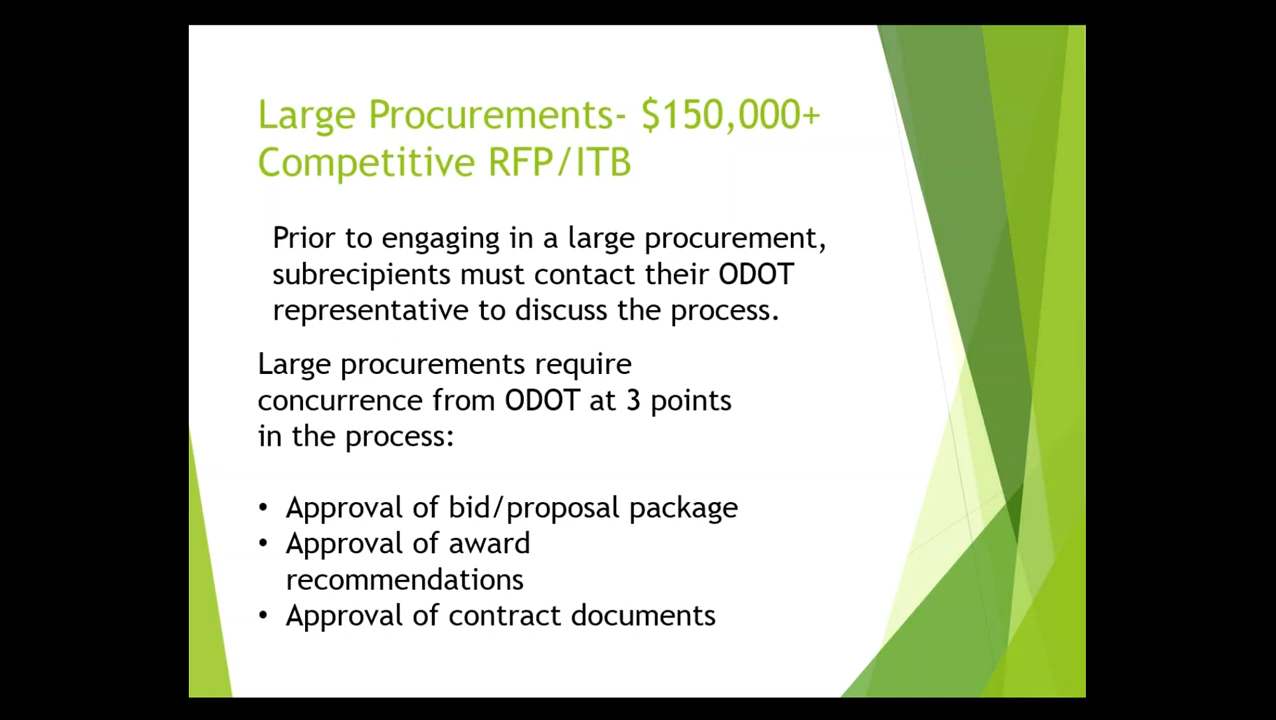 Large Procurements- $150,000+
Competitive RFP/ITB
Prior to engaging in a large procurement,
subrecipients must contact their ODOT
representative to discuss the process.
Large procurements require
concurrence from ODOT at 3 points
in the process:
• Approval of bid/proposal package
• Approval of award
recommendations
• Approval of contract documents